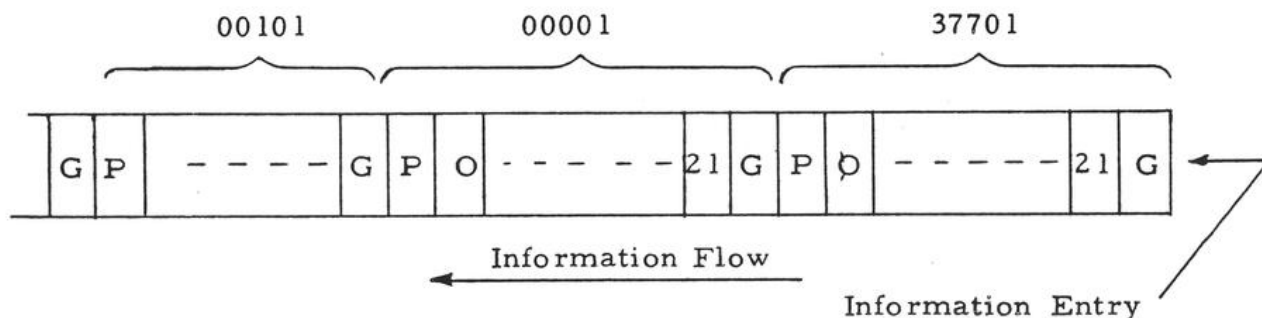 00101 00001 37701
G P - - - - G P O - - - - - 21 G P Ø - - - - - 21 G
Information Flow
Information Entry